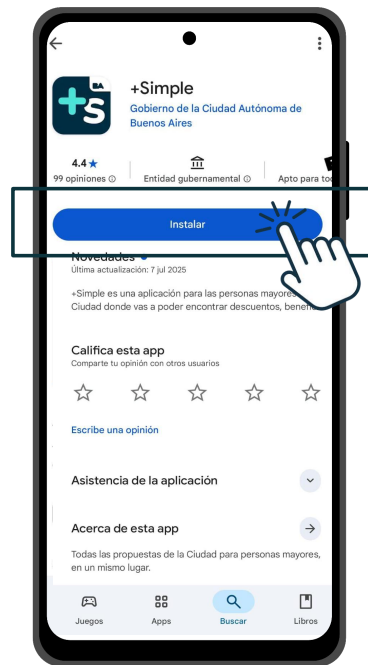 BA
+s
+Simple
Gobierno de la Ciudad Autónoma de
Buenos Aires
4.4★
99 opiniones
Entidad gubernamental
Apto para
Instalar
Novedades
Última actualización: 7 jul 2025
+Simple es una aplicación para las personas mayores
Ciudad donde vas a poder encontrar descuentos,
Califica esta app
Comparte tu opinión con otros usuarios
Escribe una opinión
Asistencia de la aplicación
Acerca de esta app
Todas las propuestas de la Ciudad para personas mayores,
en un mismo lugar.
Juegos
Apps
Buscar
Libros